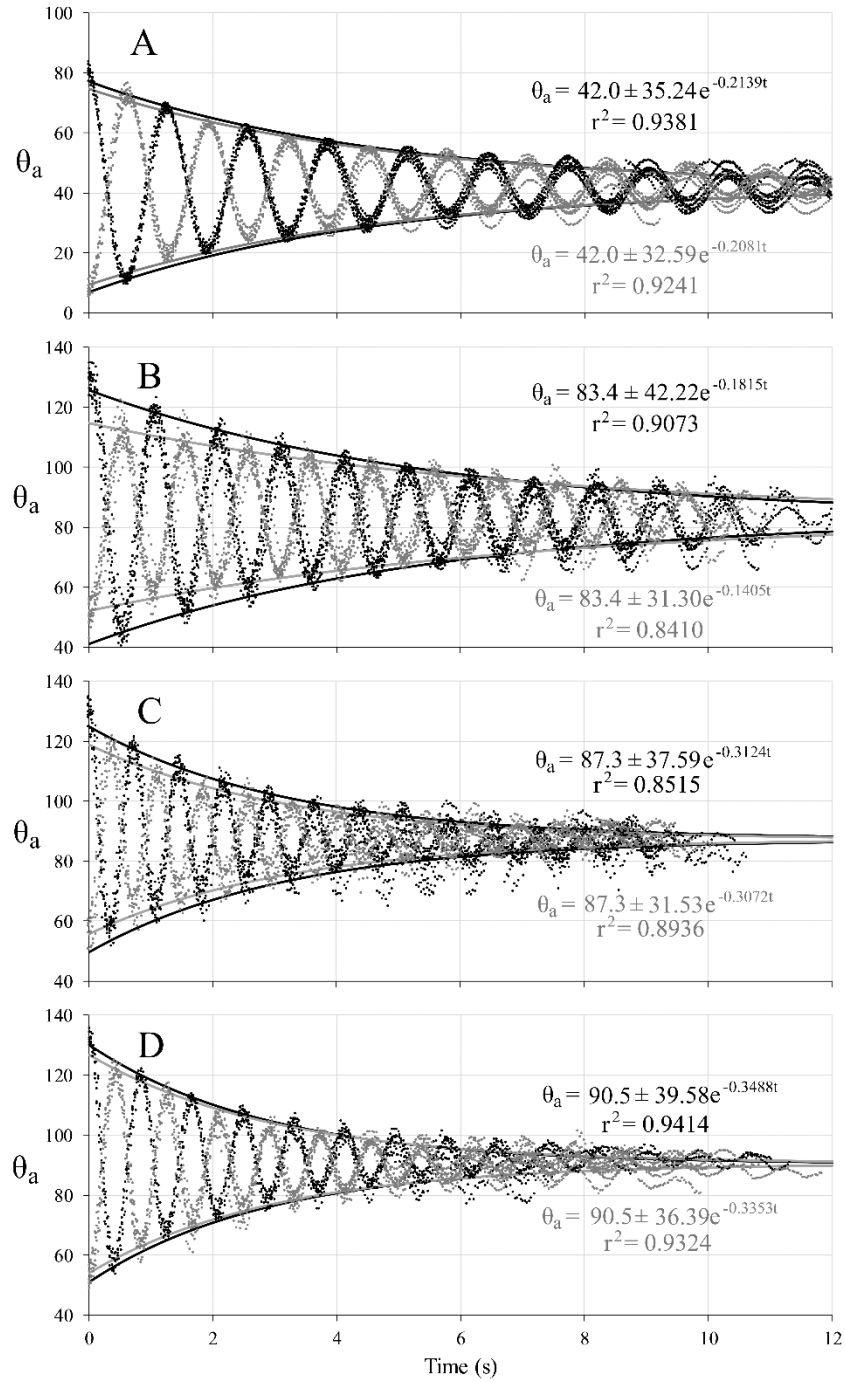 100
A
80
θa = 42.0 ± 35.24e-0.2139t
r2 = 0.9381
60
θa
40
20
θa = 42.0 ± 32.59e-0.2081t
r2 = 0.9241
0
140
B
120
θa = 83.4 ± 42.22e-0.1815t
r2 = 0.9073
100
θa
80
60
θa = 83.4 ± 31.30e-0.1405t
r2 = 0.8410
40
140
C
120
θa = 87.3 ± 37.59e-0.3124t
r2 = 0.8515
100
θa
80
60
θa = 87.3 ± 31.53e-0.3072t
r2 = 0.8936
40
140
D
120
θa = 90.5 ± 39.58e-0.3488t
r2 = 0.9414
100
θa
80
θa = 90.5 ± 36.39e-0.3353t
r2 = 0.9324
60
40
0 2 4 6 8 10 12
Time (s)